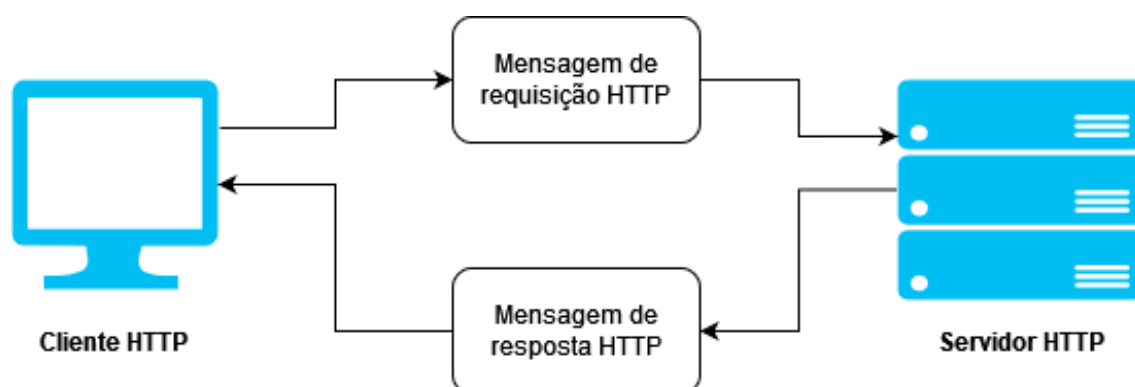 Mensagem de
requisição HTTP
Cliente HTTP
Mensagem de
resposta HTTP
Servidor HTTP